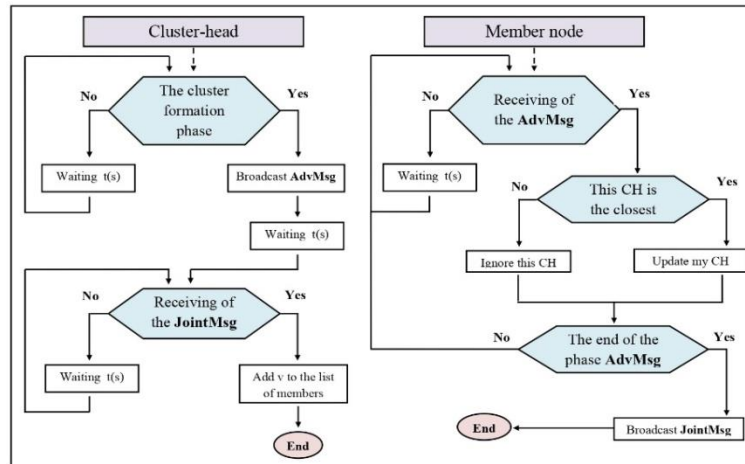 Cluster-head
The cluster
formation
phase
No
Yes
Waiting t(s)
Broadcast AdvMsg
Waiting t(s)
Receiving of
the JointMsg
No
Yes
Waiting t(s)
Add v to the list
of members
End
Member node
Receiving of
the AdvMsg
No
Yes
Waiting t(s)
This CH is
the closest
No
Yes
Ignore this CH
Update my CH
The end of the
phase AdvMsg
No
Yes
Broadcast JointMsg
End